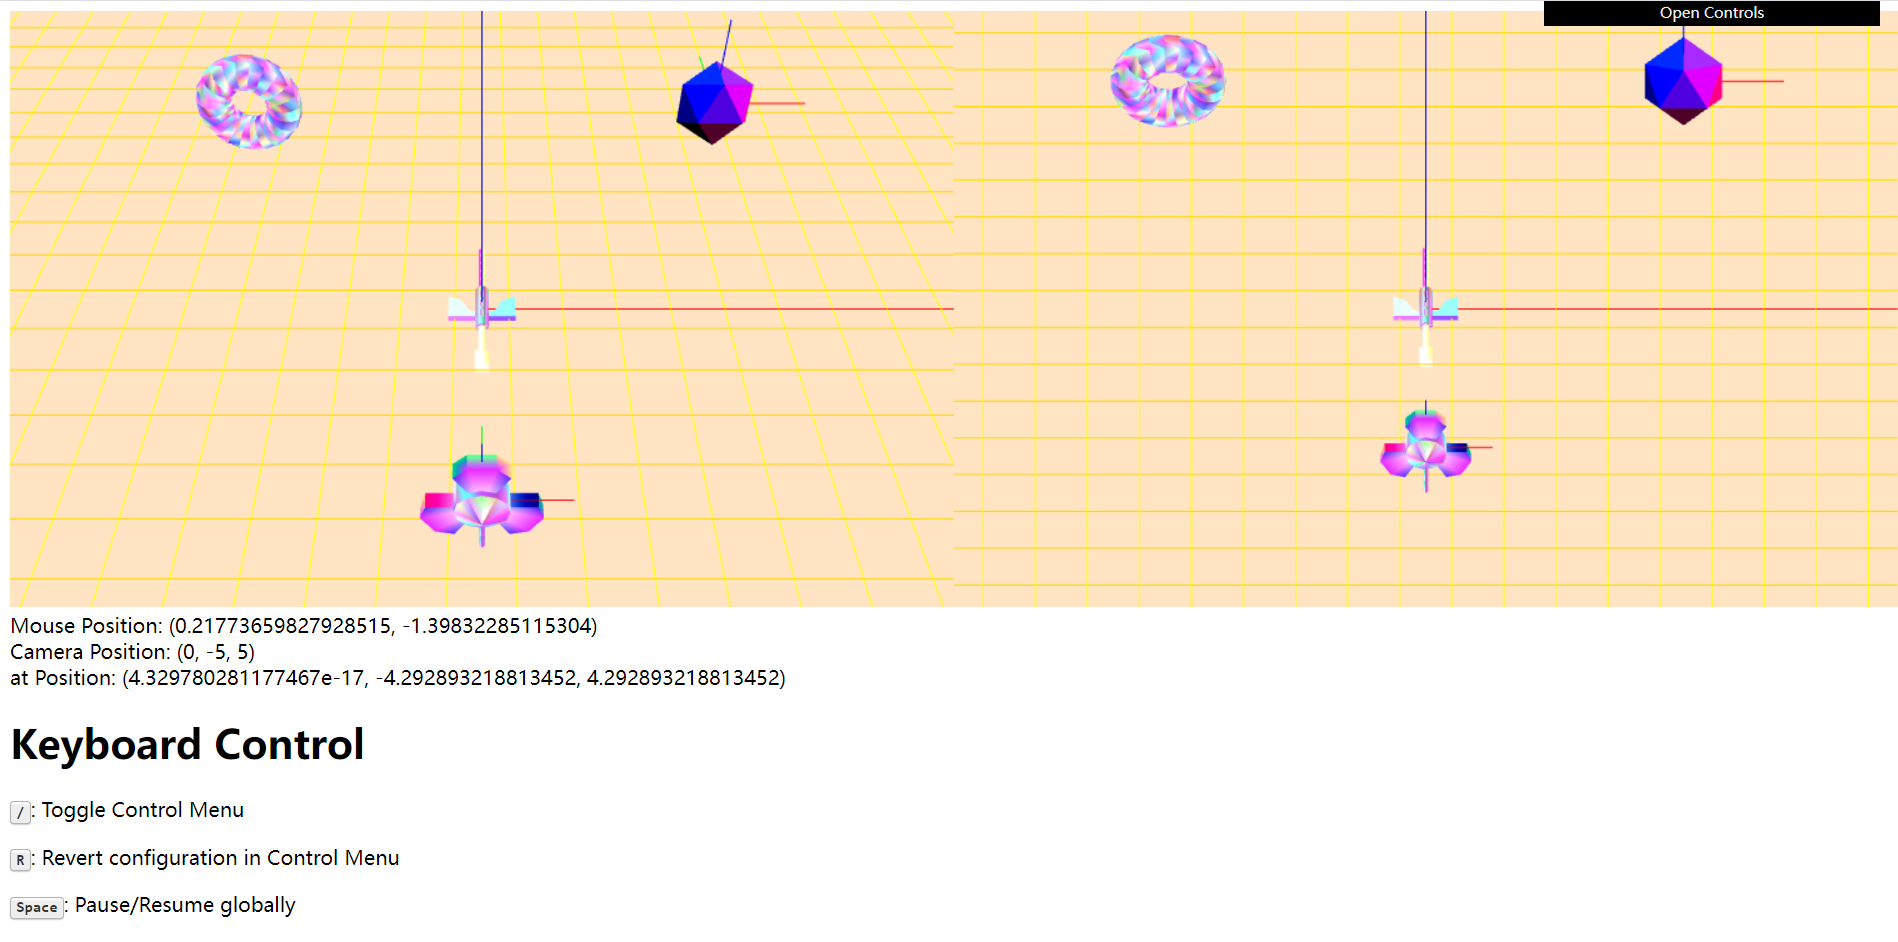 Open Controls
Mouse Position: (0.21773659827928515, -1.39832285115304)
Camera Position: (0, -5, 5)
at Position: (4.329780281177467e-17, -4.292893218813452, 4.292893218813452)
Keyboard Control
/: Toggle Control Menu
R: Revert configuration in Control Menu
Space: Pause/Resume globally